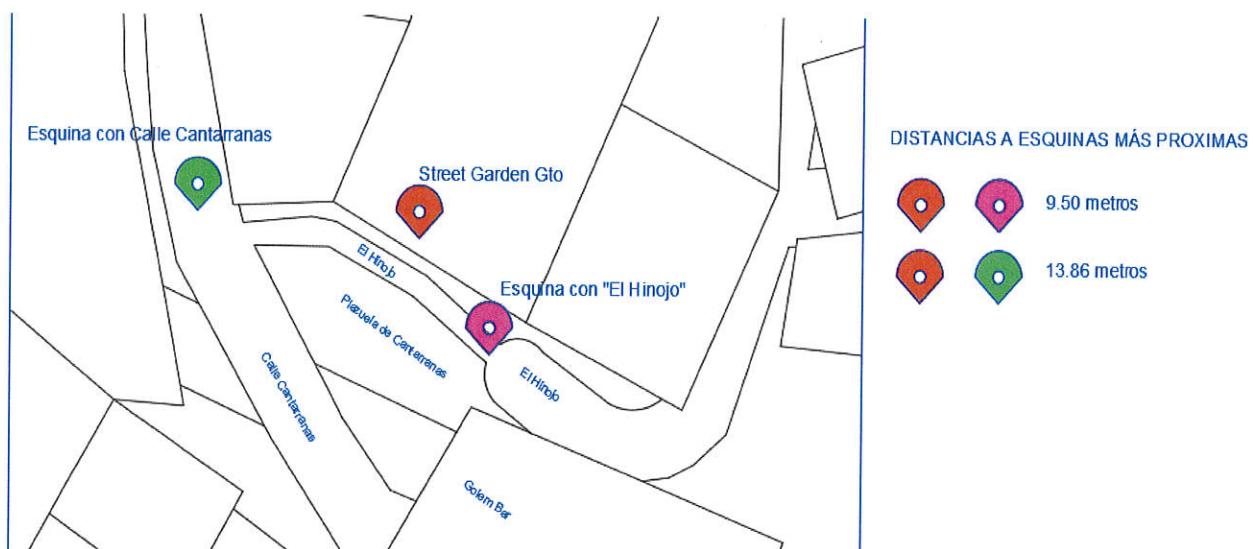 Esquina con Calle Cantarranas
Street Garden Gto
El Hinojo
Esquina con "El Hinojo"
Plazuela de Cantarranas
Calle Cantarranas
El Hinojo
Golem Bar
DISTANCIAS A ESQUINAS MÁS PROXIMAS
9.50 metros
13.86 metros